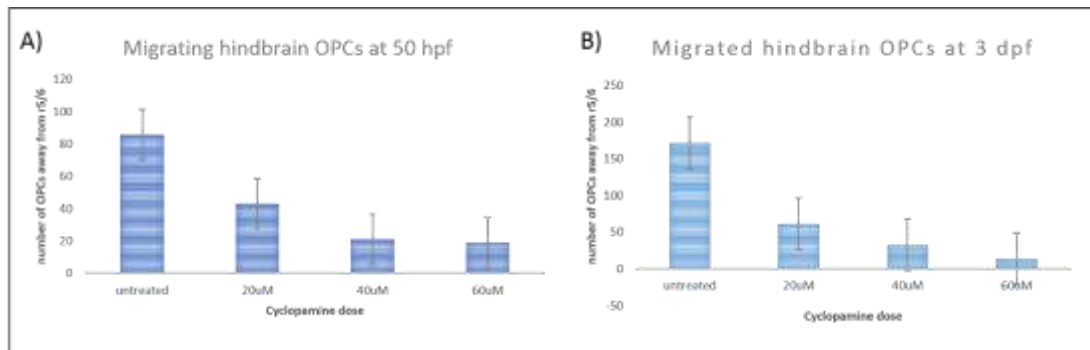 A)
Migrating hindbrain OPCs at 50 hpf
number of OPCs away from r5/6
120
100
80
60
40
20
0
untreated 20uM 40uM 60uM
Cyclopamine dose
B)
Migrated hindbrain OPCs at 3 dpf
number of OPCs away from r5/6
250
200
150
100
50
0
-50
untreated 20uM 40uM 60uM
Cyclopamine dose